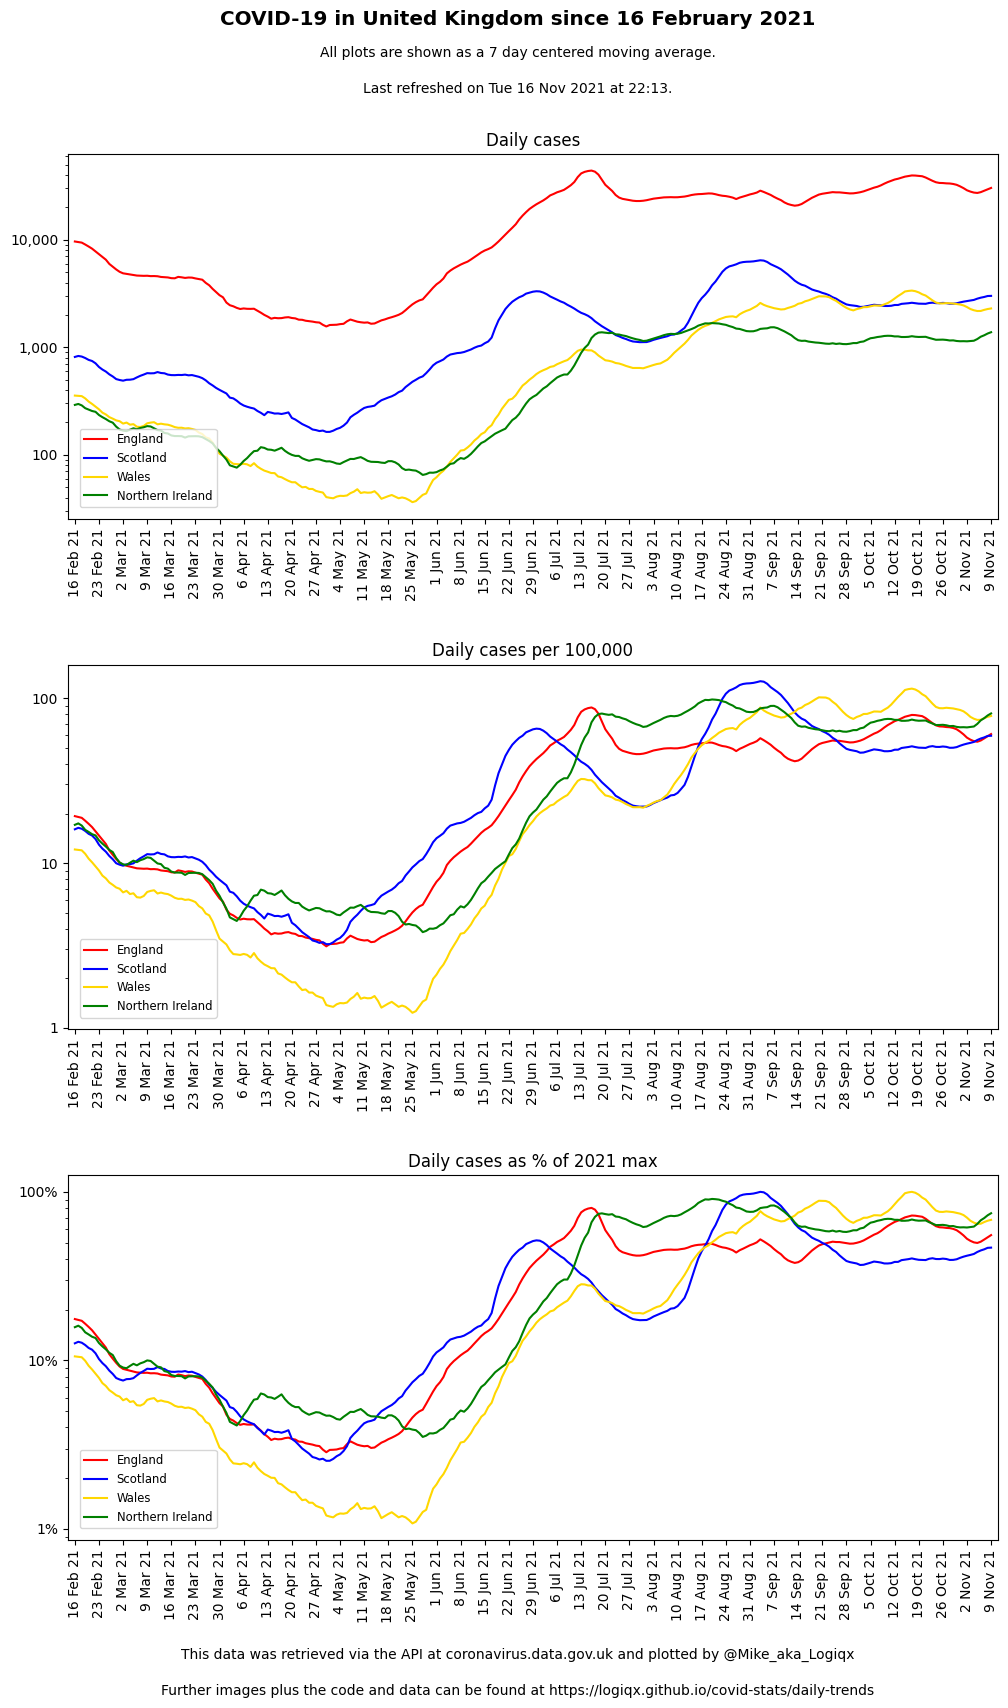 COVID-19 in United Kingdom since 16 February 2021
All plots are shown as a 7 day centered moving average.
Last refreshed on Tue 16 Nov 2021 at 22:13.
Daily cases
10,000
1,000
100
England
Scotland
Wales
Northern Ireland
16 Feb 21
23 Feb 21
2 Mar 21
9 Mar 21
16 Mar 21
23 Mar 21
30 Mar 21
6 Apr 21
13 Apr 21
20 Apr 21
27 Apr 21
4 May 21
11 May 21
18 May 21
25 May 21
1 Jun 21
8 Jun 21
15 Jun 21
22 Jun 21
29 Jun 21
6 Jul 21
13 Jul 21
20 Jul 21
27 Jul 21
3 Aug 21
10 Aug 21
17 Aug 21
24 Aug 21
31 Aug 21
7 Sep 21
14 Sep 21
21 Sep 21
28 Sep 21
5 Oct 21
12 Oct 21
19 Oct 21
26 Oct 21
2 Nov 21
9 Nov 21
Daily cases per 100,000
100
10
1
England
Scotland
Wales
Northern Ireland
16 Feb 21
23 Feb 21
2 Mar 21
9 Mar 21
16 Mar 21
23 Mar 21
30 Mar 21
6 Apr 21
13 Apr 21
20 Apr 21
27 Apr 21
4 May 21
11 May 21
18 May 21
25 May 21
1 Jun 21
8 Jun 21
15 Jun 21
22 Jun 21
29 Jun 21
6 Jul 21
13 Jul 21
20 Jul 21
27 Jul 21
3 Aug 21
10 Aug 21
17 Aug 21
24 Aug 21
31 Aug 21
7 Sep 21
14 Sep 21
21 Sep 21
28 Sep 21
5 Oct 21
12 Oct 21
19 Oct 21
26 Oct 21
2 Nov 21
9 Nov 21
Daily cases as % of 2021 max
100%
10%
1%
England
Scotland
Wales
Northern Ireland
16 Feb 21
23 Feb 21
2 Mar 21
9 Mar 21
16 Mar 21
23 Mar 21
30 Mar 21
6 Apr 21
13 Apr 21
20 Apr 21
27 Apr 21
4 May 21
11 May 21
18 May 21
25 May 21
1 Jun 21
8 Jun 21
15 Jun 21
22 Jun 21
29 Jun 21
6 Jul 21
13 Jul 21
20 Jul 21
27 Jul 21
3 Aug 21
10 Aug 21
17 Aug 21
24 Aug 21
31 Aug 21
7 Sep 21
14 Sep 21
21 Sep 21
28 Sep 21
5 Oct 21
12 Oct 21
19 Oct 21
26 Oct 21
2 Nov 21
9 Nov 21
This data was retrieved via the API at coronavirus.data.gov.uk and plotted by @Mike_aka_Logiqx
Further images plus the code and data can be found at https://logiqx.github.io/covid-stats/daily-trends